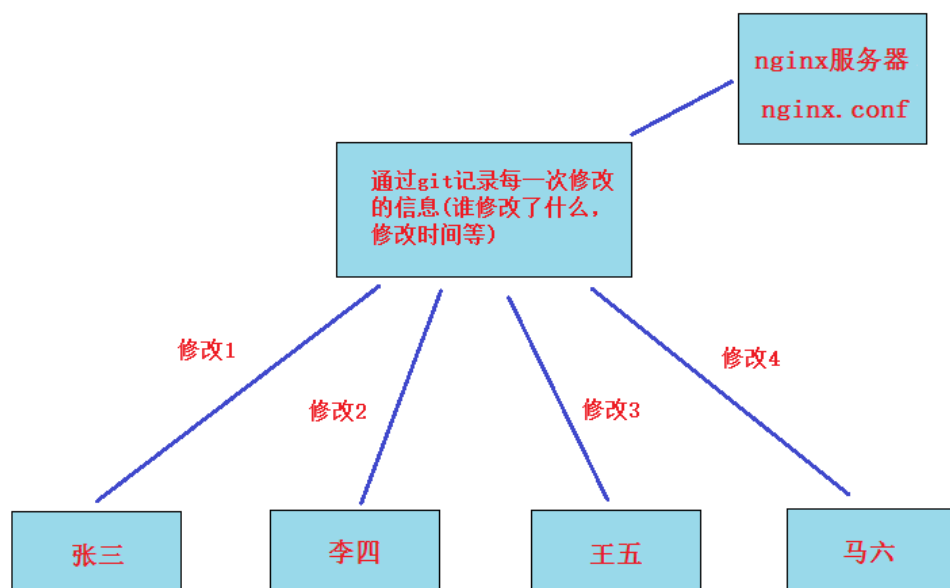 nginx服务器
nginx.conf
通过git记录每一次修改
的信息(谁修改了什么,
修改时间等)
修改1
修改2
修改3
修改4
张三
李四
王五
马六